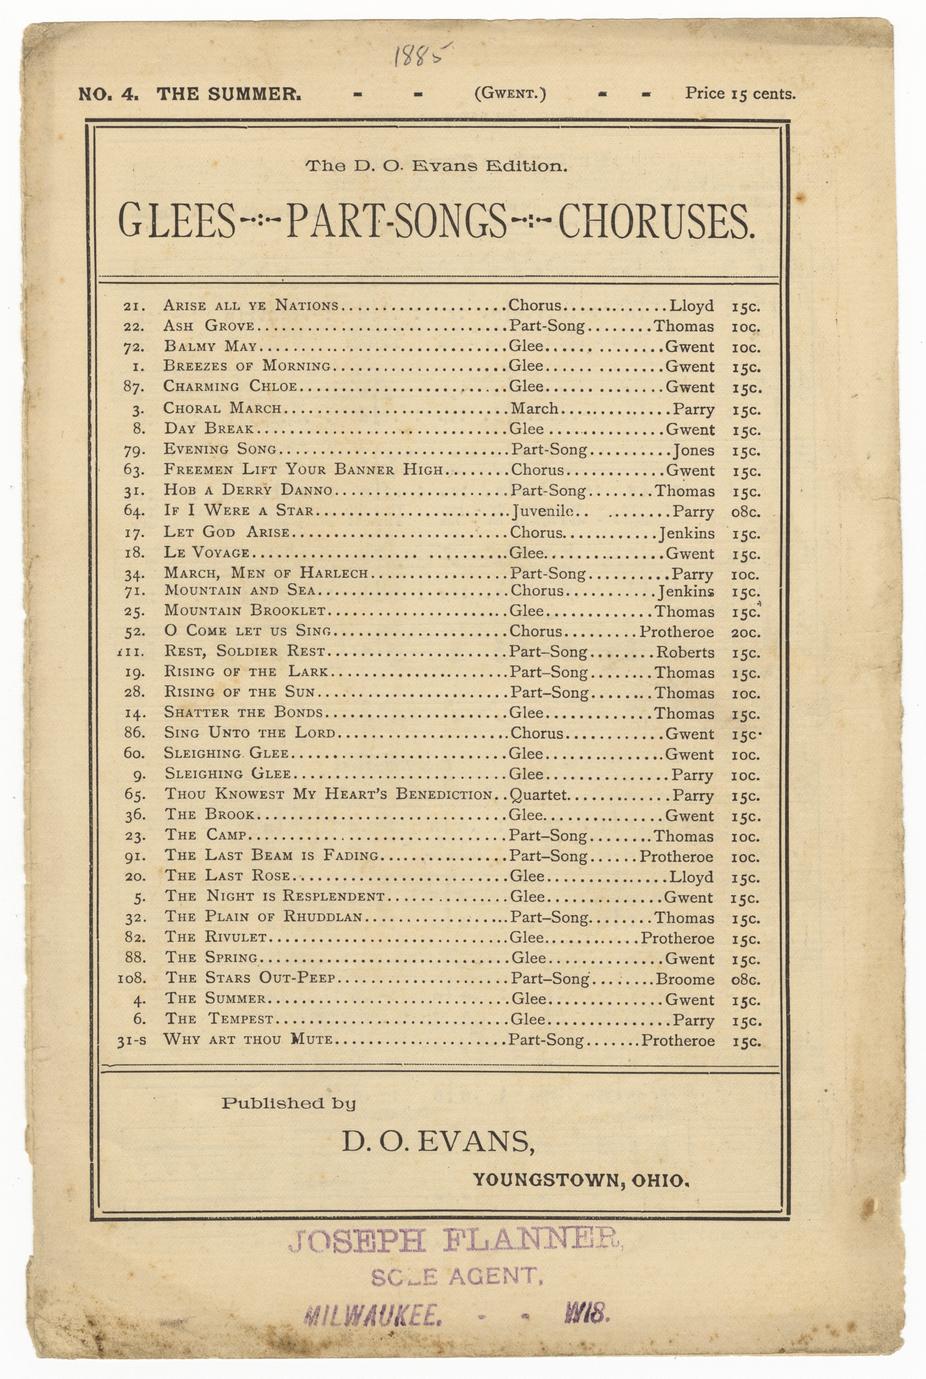 1885
NO. 4. THE SUMMER. - - (GWENT.) - - Price 15 cents.
The D. O. Evans Edition.
GLEES PART-SONGS CHORUSES.
21. ARISE ALL YE NATIONS Chorus Lloyd 15c.
22. ASH GROVE Part-Song Thomas 10c.
72. BALMY MAY Glee Gwent 10c.
1. BREEZES OF MORNING Glee Gwent 15c.
87. CHARMING CHLOE Glee Gwent 15c.
3. CHORAL MARCH March Parry 15c.
8. DAY BREAK Glee Gwent 15c.
79. EVENING SONG Part-Song Jones 15c.
63. FREEMEN LIFT YOUR BANNER HIGH Chorus Gwent 15c.
31. HOB A DERRY DANNO Part-Song Thomas 15c.
64. IF I WERE A STAR Juvenile Parry 08c.
17. LET GOD ARISE Chorus Jenkins 15c.
18. LE VOYAGE Glee Gwent 15c.
34. MARCH, MEN OF HARLECH Part-Song Parry 10c.
71. MOUNTAIN AND SEA Chorus Jenkins 15c.
25. MOUNTAIN BROOKLET Glee Thomas 15c.
52. O COME LET US SING Chorus Protheroe 20c.
111. REST, SOLDIER REST Part-Song Roberts 15c.
19. RISING OF THE LARK Part-Song Thomas 15c.
28. RISING OF THE SUN Part-Song Thomas 10c.
14. SHATTER THE BONDS Glee Thomas 15c.
86. SING UNTO THE LORD Chorus Gwent 15c.
60. SLEIGHING GLEE Glee Gwent 10c.
9. SLEIGHING GLEE Glee Parry 10c.
65. THOU KNOWEST MY HEART'S BENEDICTION Quartet Parry 15c.
36. THE BROOK Glee Gwent 15c.
23. THE CAMP Part-Song Thomas 10c.
91. THE LAST BEAM IS FADING Part-Song Protheroe 10c.
20. THE LAST ROSE Glee Lloyd 15c.
5. THE NIGHT IS RESPLENDENT Glee Gwent 15c.
32. THE PLAIN OF RHUDDLAN Part-Song Thomas 15c.
82. THE RIVULET Glee Protheroe 15c.
88. THE SPRING Glee Gwent 15c.
108. THE STARS OUT-PEEP Part-Song Broome 08c.
4. THE SUMMER Glee Gwent 15c.
6. THE TEMPEST Glee Parry 15c.
31-S WHY ART THOU MUTE Part-Song Protheroe 15c.
Published by
D. O. EVANS,
YOUNGSTOWN, OHIO.
JOSEPH FLANNER,
SOLE AGENT,
MILWAUKEE. - - WIS.